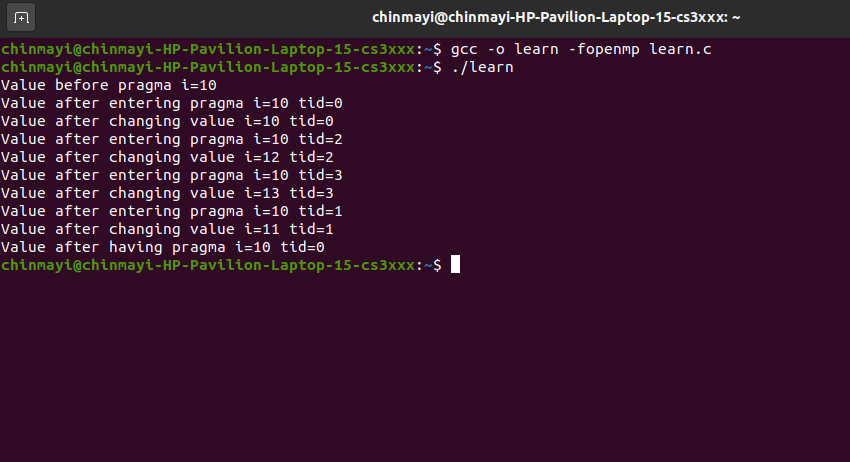 chinmayi@chinmayi-HP-Pavilion-Laptop-15-cs3xxx: ~
chinmayi@chinmayi-HP-Pavilion-Laptop-15-cs3xxx:~$ gcc -o learn -fopenmp learn.c
chinmayi@chinmayi-HP-Pavilion-Laptop-15-cs3xxx:~$ ./learn
Value before pragma i=10
Value after entering pragma i=10 tid=0
Value after changing value i=10 tid=0
Value after entering pragma i=10 tid=2
Value after changing value i=12 tid=2
Value after entering pragma i=10 tid=3
Value after changing value i=13 tid=3
Value after entering pragma i=10 tid=1
Value after changing value i=11 tid=1
Value after having pragma i=10 tid=0
chinmayi@chinmayi-HP-Pavilion-Laptop-15-cs3xxx:~$